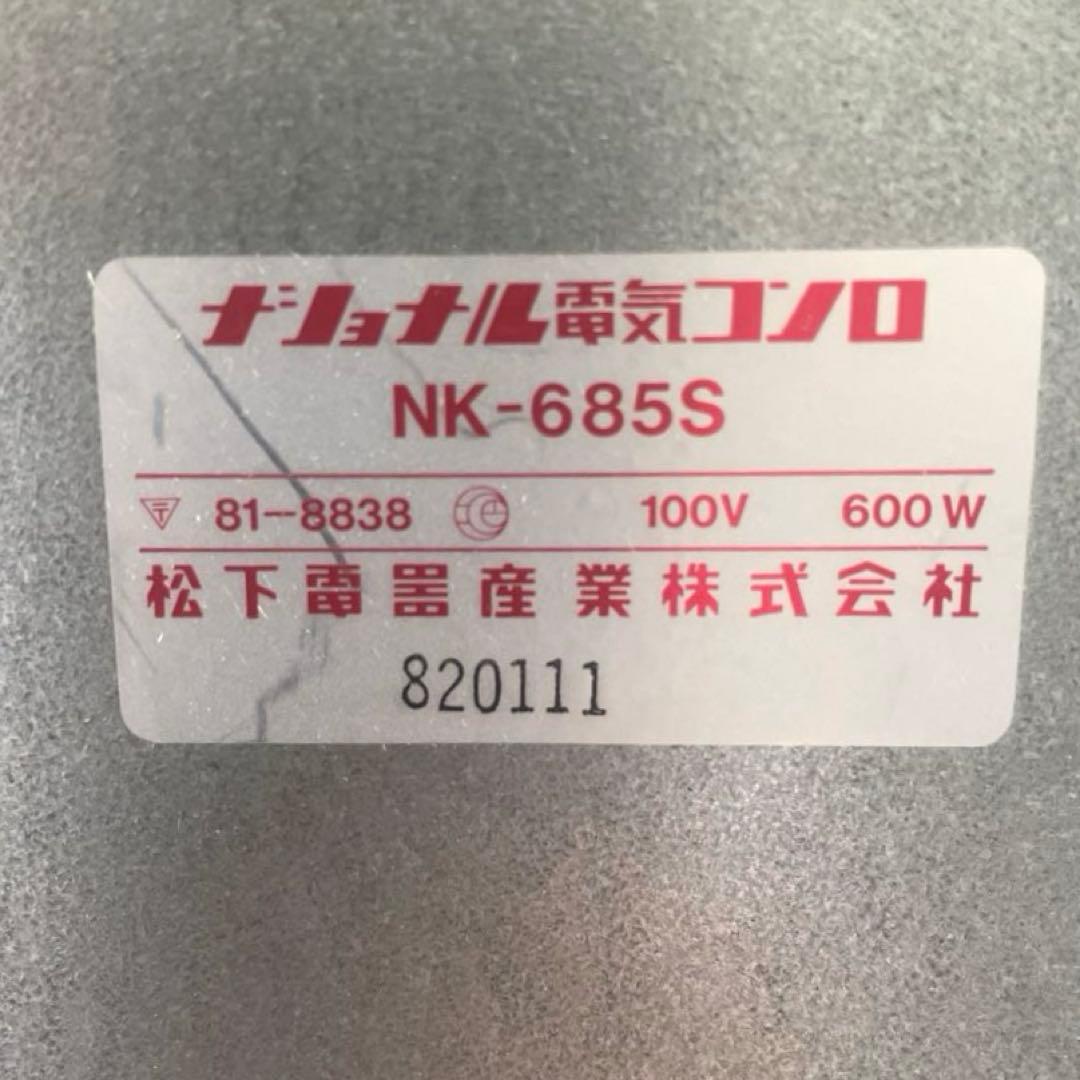 ナショナル電気コンロ
NK-685S
〒 81-8838 100V 600W
松下電器産業株式会社
820111